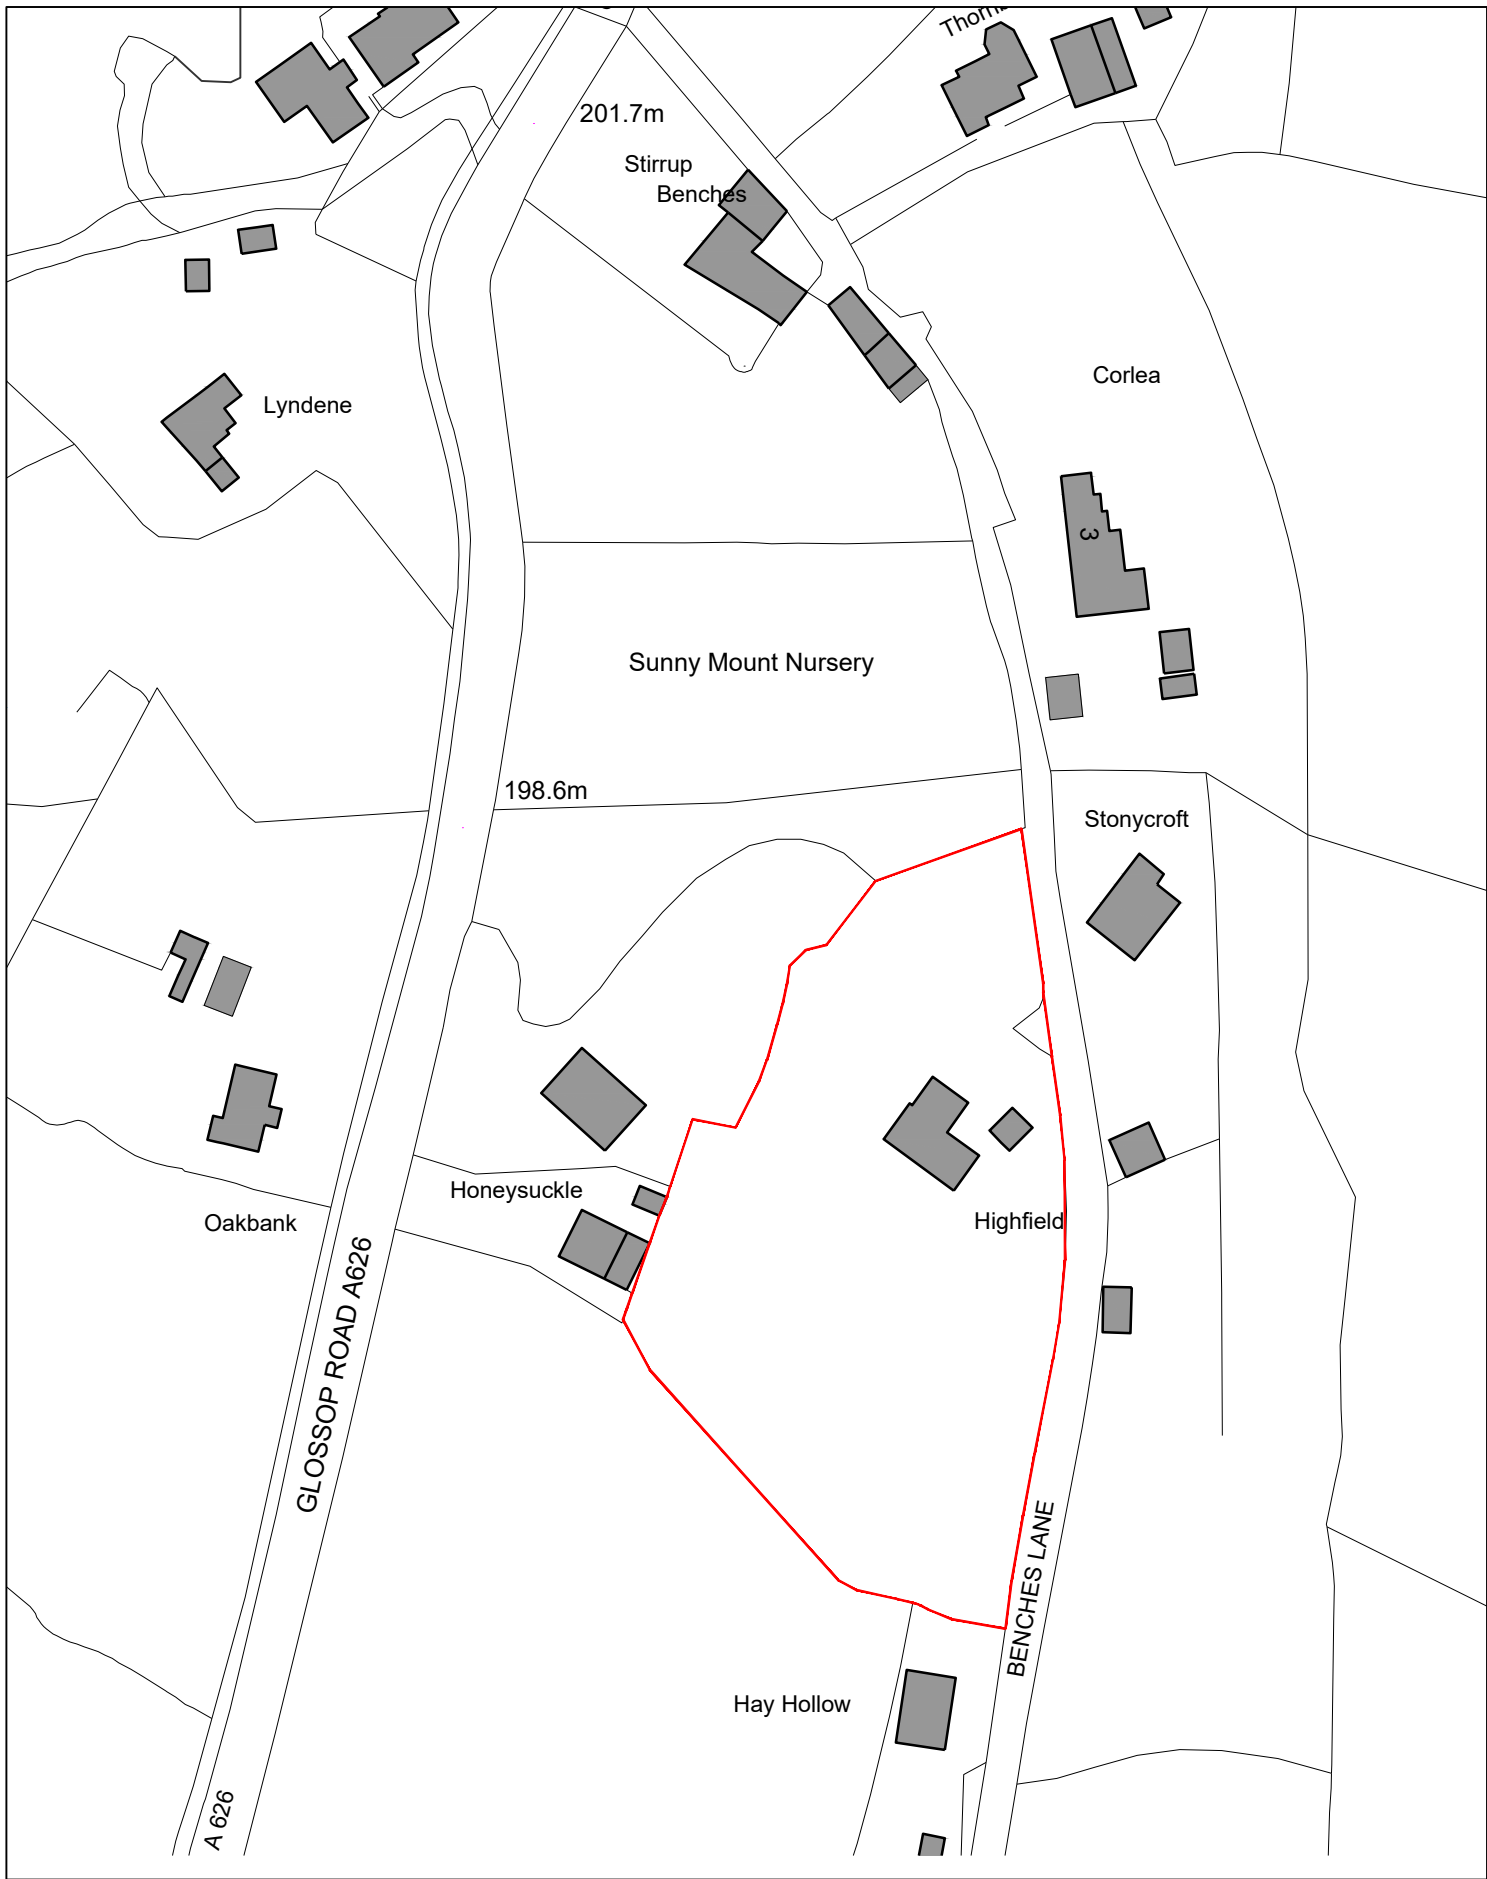 201.7m
Stirrup
Benches
Corlea
Lyndene
3
Sunny Mount Nursery
198.6m
Stonycroft
Honeysuckle
Oakbank
Highfield
GLOSSOP ROAD A626
BENCHES LANE
Hay Hollow
A 626